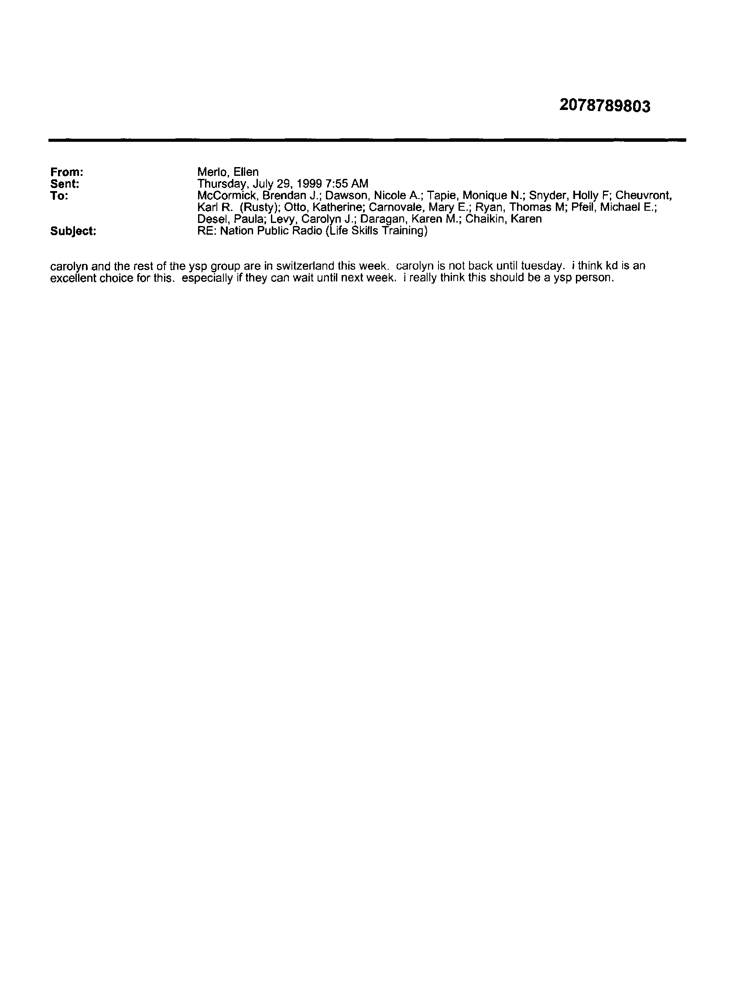 2078789803
From: Merlo, Ellen
Sent: Thursday, July 29, 1999 7:55 AM
To: McCormick, Brendan J.; Dawson, Nicole A.; Tapie, Monique N.; Snyder, Holly F; Cheuvront,
Karl R. (Rusty); Otto, Katherine; Carnovale, Mary E.; Ryan, Thomas M; Pfeil, Michael E.;
Desel, Paula; Levy, Carolyn J.; Daragan, Karen M.; Chaikin, Karen
Subject: RE: Nation Public Radio (Life Skills Training)
carolyn and the rest of the ysp group are in switzerland this week. carolyn is not back until tuesday. i think kd is an
excellent choice for this. especially if they can wait until next week. i really think this should be a ysp person.